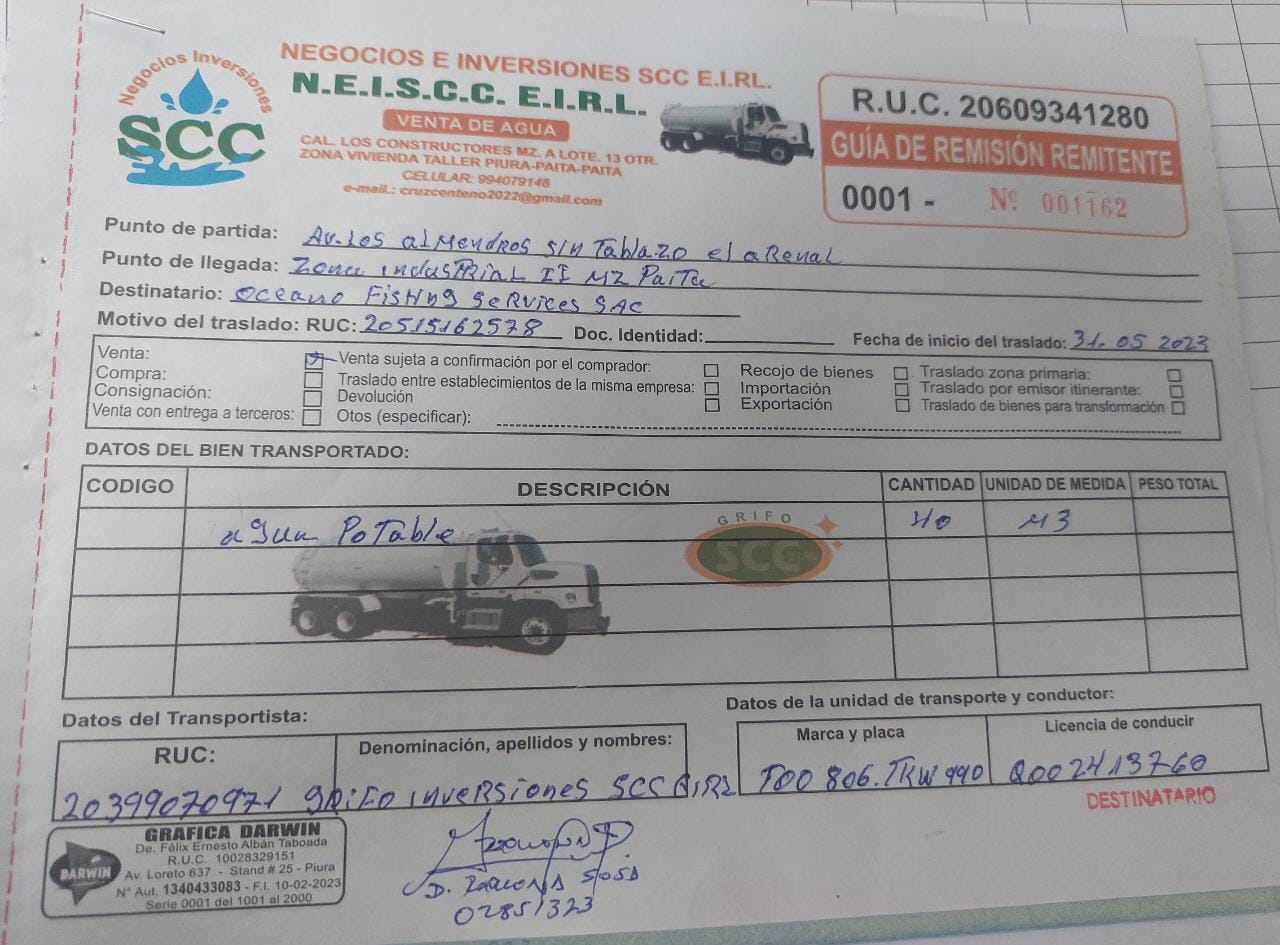 Negocios Inversiones
SCC
NEGOCIOS E INVERSIONES SCC E.I.RL.
N.E.I.S.C.C. E.I.R.L.
VENTA DE AGUA
CAL. LOS CONSTRUCTORES MZ. A LOTE. 13 OTR.
ZONA VIVIENDA TALLER PIURA-PAITA-PAITA
CELULAR: 994079146
e-mail.: cruzcenteno2022@gmail.com
R.U.C. 20609341280
GUÍA DE REMISIÓN REMITENTE
0001 - Nº 001162
Punto de partida: Av. Los almendros s/n Tablazo el arenal
Punto de llegada: Zona industrial II MZ Paita
Destinatario: oceano Fishing services SAC
Motivo del traslado: RUC: 20515162578 Doc. Identidad: Fecha de inicio del traslado: 31.05 2023
Venta: Venta sujeta a confirmación por el comprador: Recojo de bienes Traslado zona primaria:
Compra: Traslado entre establecimientos de la misma empresa: Importación Traslado por emisor itinerante:
Consignación: Devolución Exportación Traslado de bienes para transformación
Venta con entrega a terceros: Otos (especificar):
DATOS DEL BIEN TRANSPORTADO:
CODIGO DESCRIPCIÓN CANTIDAD UNIDAD DE MEDIDA PESO TOTAL
agua Potable 40 M3
GRIFO
SCC E.I.RL
Datos del Transportista: Datos de la unidad de transporte y conductor:
RUC: Denominación, apellidos y nombres: Marca y placa Licencia de conducir
20399070971 GRIFO inversiones SCC EIRL T0O 806. TKW 990 Q002413760
DESTINATARIO
GRAFICA DARWIN
De. Félix Ernesto Albán Taboada
R.U.C. 10028329151
Av. Loreto 637 - Stand # 25 - Piura
N° Aut. 1340433083 - F.I. 10-02-2023
Serie 0001 del 1001 al 2000
DARWIN
D. Sosa
02851323